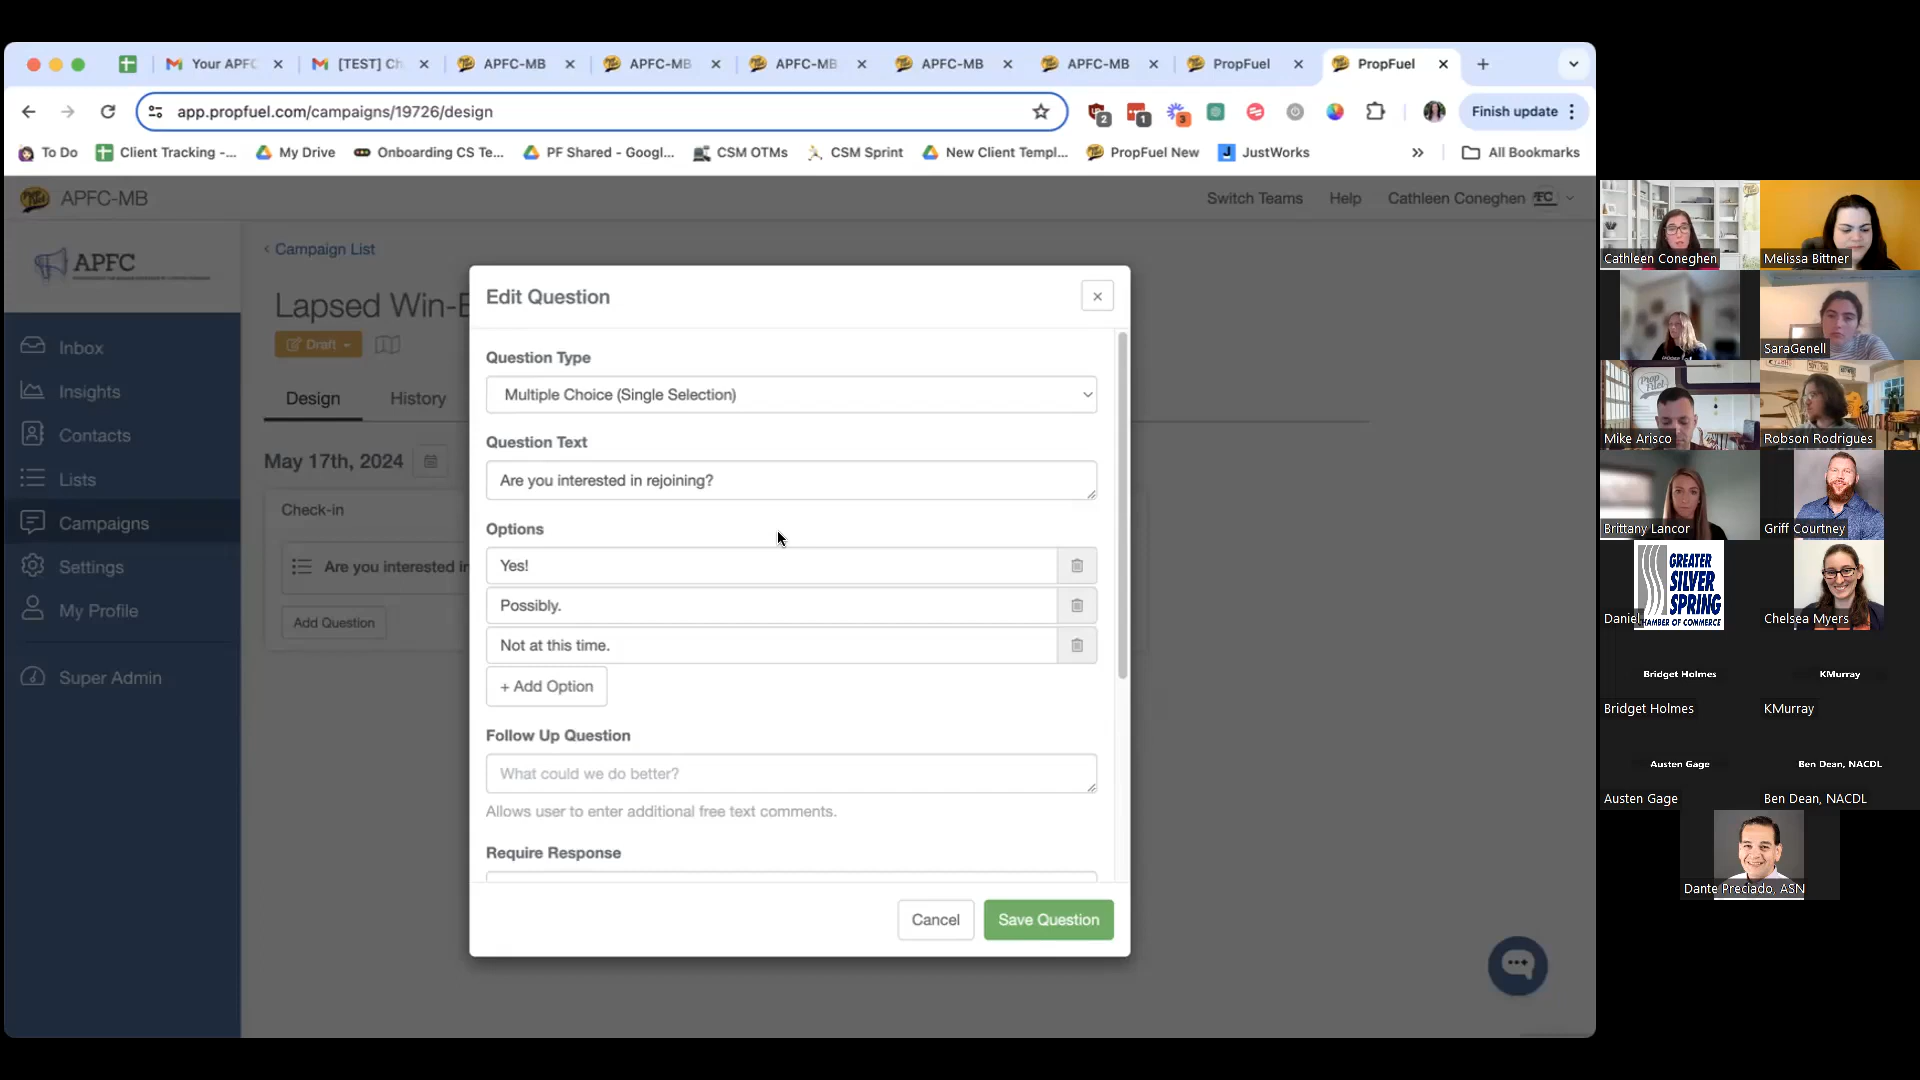 Your APFC
[TEST] Ch
APFC-MB
APFC-MB
APFC-MB
APFC-MB
APFC-MB
PropFuel
PropFuel
app.propfuel.com/campaigns/19726/design
2
1
3
Finish update
To Do
Client Tracking -...
My Drive
Onboarding CS Te...
PF Shared - Googl...
CSM OTMs
CSM Sprint
New Client Templ...
PropFuel New
JustWorks
All Bookmarks
APFC-MB
Switch Teams
Help
Cathleen Coneghen
APFC
Campaign List
Lapsed Win-B
Draft
Inbox
Insights
Contacts
Lists
Campaigns
Settings
My Profile
Super Admin
Design
History
May 17th, 2024
Check-in
Are you interested in
Add Question
Edit Question
Question Type
Multiple Choice (Single Selection)
Question Text
Are you interested in rejoining?
Options
Yes!
Possibly.
Not at this time.
+ Add Option
Follow Up Question
What could we do better?
Allows user to enter additional free text comments.
Require Response
Cancel
Save Question
Cathleen Coneghen
Melissa Bittner
SaraGenell
Prop Fuel
Mike Arisco
Robson Rodrigues
Brittany Lancor
Griff Courtney
GREATER
SILVER
SPRING
CHAMBER OF COMMERCE
Daniel
Chelsea Myers
Bridget Holmes
Bridget Holmes
KMurray
KMurray
Austen Gage
Austen Gage
Ben Dean, NACDL
Ben Dean, NACDL
Dante Preciado, ASN